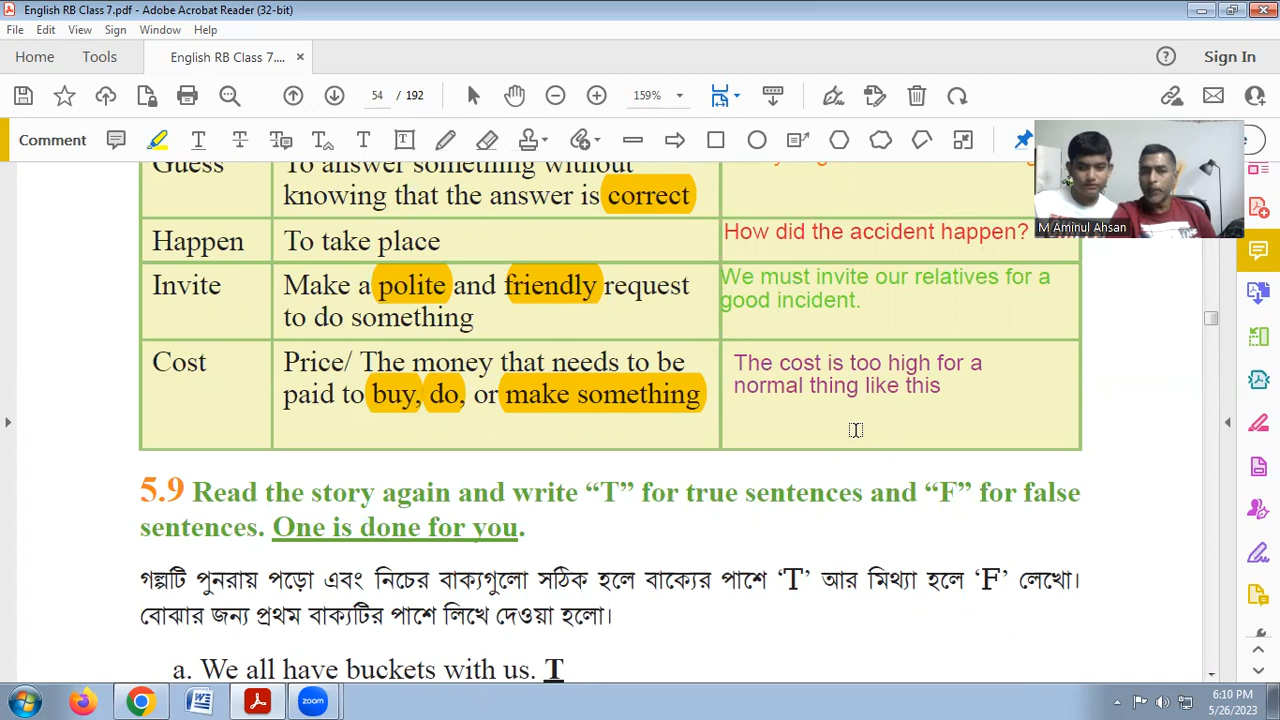 English RB Class 7.pdf - Adobe Acrobat Reader (32-bit)
File Edit View Sign Window Help
Home Tools English RB Class 7.... × Sign In
54 / 192 159%
Comment
Guess To answer something without
knowing that the answer is correct
Happen To take place How did the accident happen?
M Aminul Ahsan
Invite Make a polite and friendly request We must invite our relatives for a
to do something good incident.
Cost Price/ The money that needs to be The cost is too high for a
paid to buy, do, or make something normal thing like this
5.9 Read the story again and write “T” for true sentences and “F” for false
sentences. One is done for you.
গল্পটি পুনরায় পড়ো এবং নিচের বাক্যগুলো সঠিক হলে বাক্যের পাশে ‘T’ আর মিথ্যা হলে ‘F’ লেখো।
বোঝার জন্য প্রথম বাক্যটির পাশে লিখে দেওয়া হলো।
a. We all have buckets with us. T
zoom
6:10 PM
5/26/2023